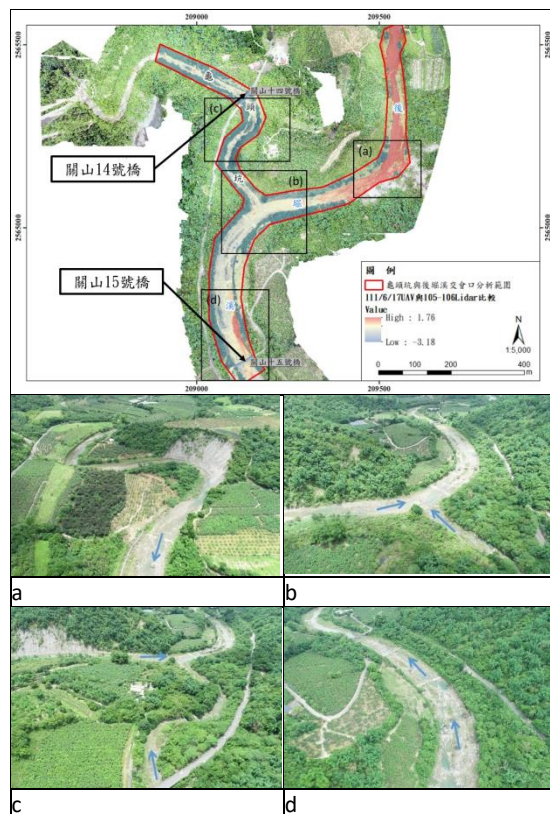 209000
209500
2565500
2565500
龜
頭
坑
關山十四號橋
(c)
關山14號橋
後
堀
溪
(a)
(b)
2565000
2565000
關山15號橋
(d)
關山十五號橋
圖 例
龜頭坑與後堀溪交會口分析範圍
111/6/17UAV與105-106Lidar比較
Value
High : 1.76
Low : -3.18
N
1:5,000
0 100 200 400
m
209000
209500
a
b
c
d